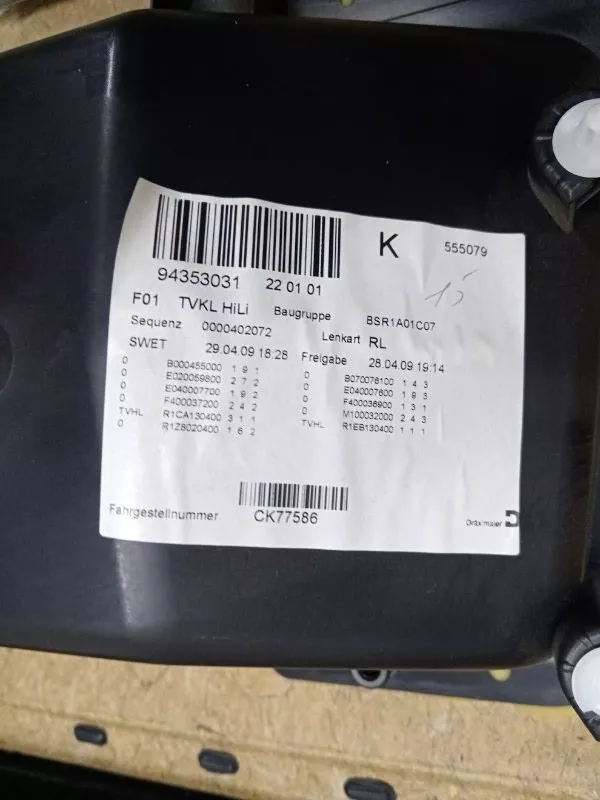 K 555079
94353031 22 01 01
15
F01 TVKL HiLi Baugruppe BSR1A01C07
Sequenz 0000402072 Lenkart RL
SWET 29.04.09 18:28 Freigabe 28.04.09 19:14
0 B000455000 1 9 1 0 B070076100 1 4 3
0 E020059800 2 7 2 0 E040007600 1 9 3
0 E040007700 1 9 2 0 F400036900 1 3 1
0 F400037200 2 4 2 0 M100032000 2 4 3
TVHL R1CA130400 3 1 1 TVHL R1EB130400 1 1 1
0 R1Z8020400 1 6 2
Fahrgestellnummer CK77586 Dräxlmaier D